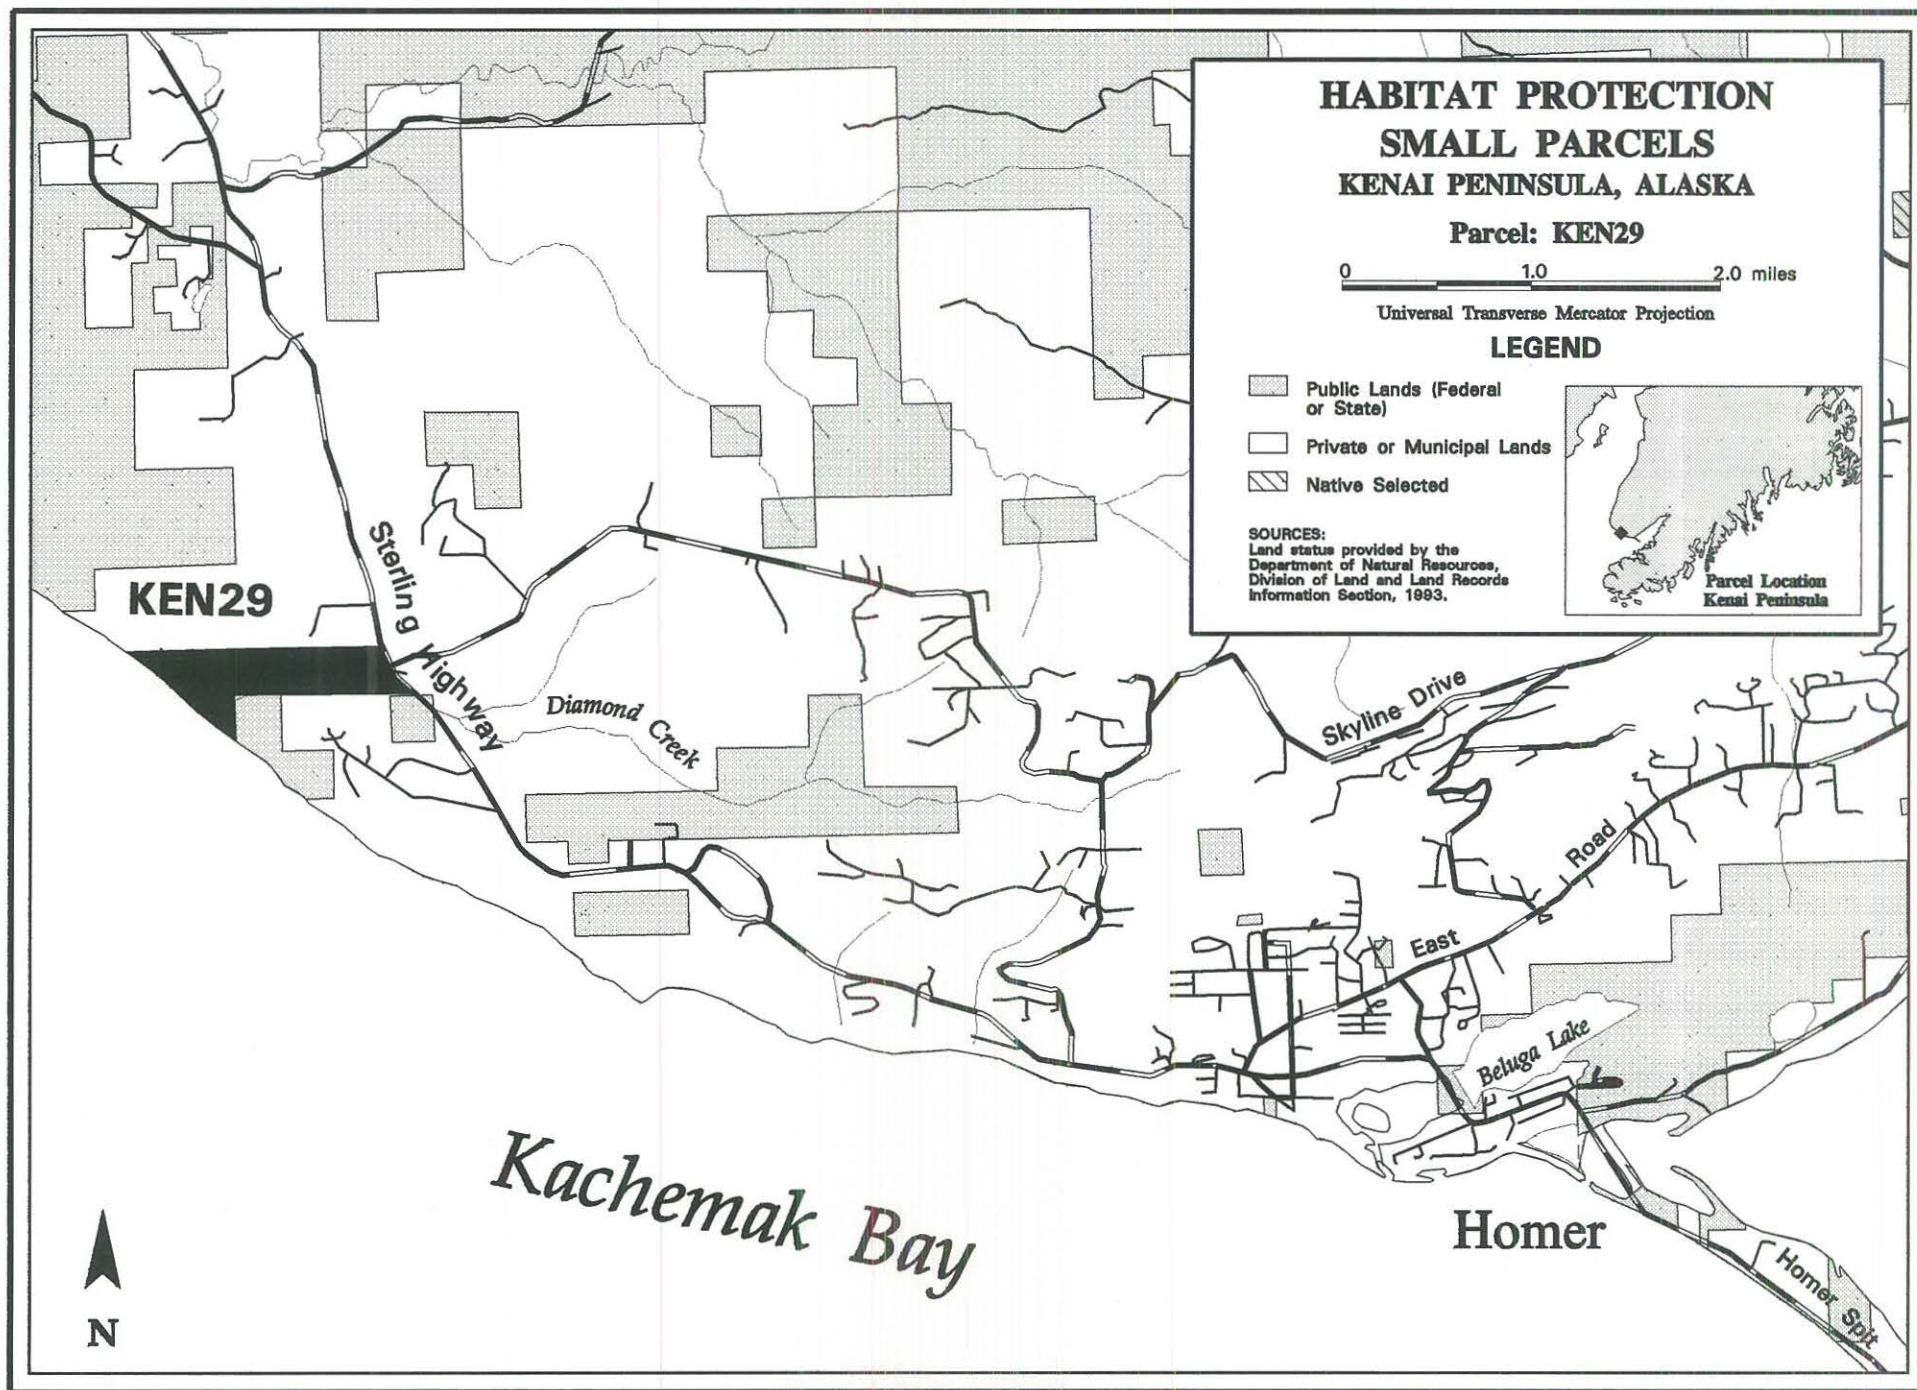 HABITAT PROTECTION
SMALL PARCELS
KENAI PENINSULA, ALASKA
Parcel: KEN29
0 1.0 2.0 miles
Universal Transverse Mercator Projection
LEGEND
Public Lands (Federal
or State)
Private or Municipal Lands
Native Selected
SOURCES:
Land status provided by the
Department of Natural Resources,
Division of Land and Land Records
Information Section, 1993.
Parcel Location
Kenai Peninsula
KEN29
Sterling Highway
Diamond Creek
Skyline Drive
East Road
Beluga Lake
Kachemak Bay
Homer
Homer Spit
N